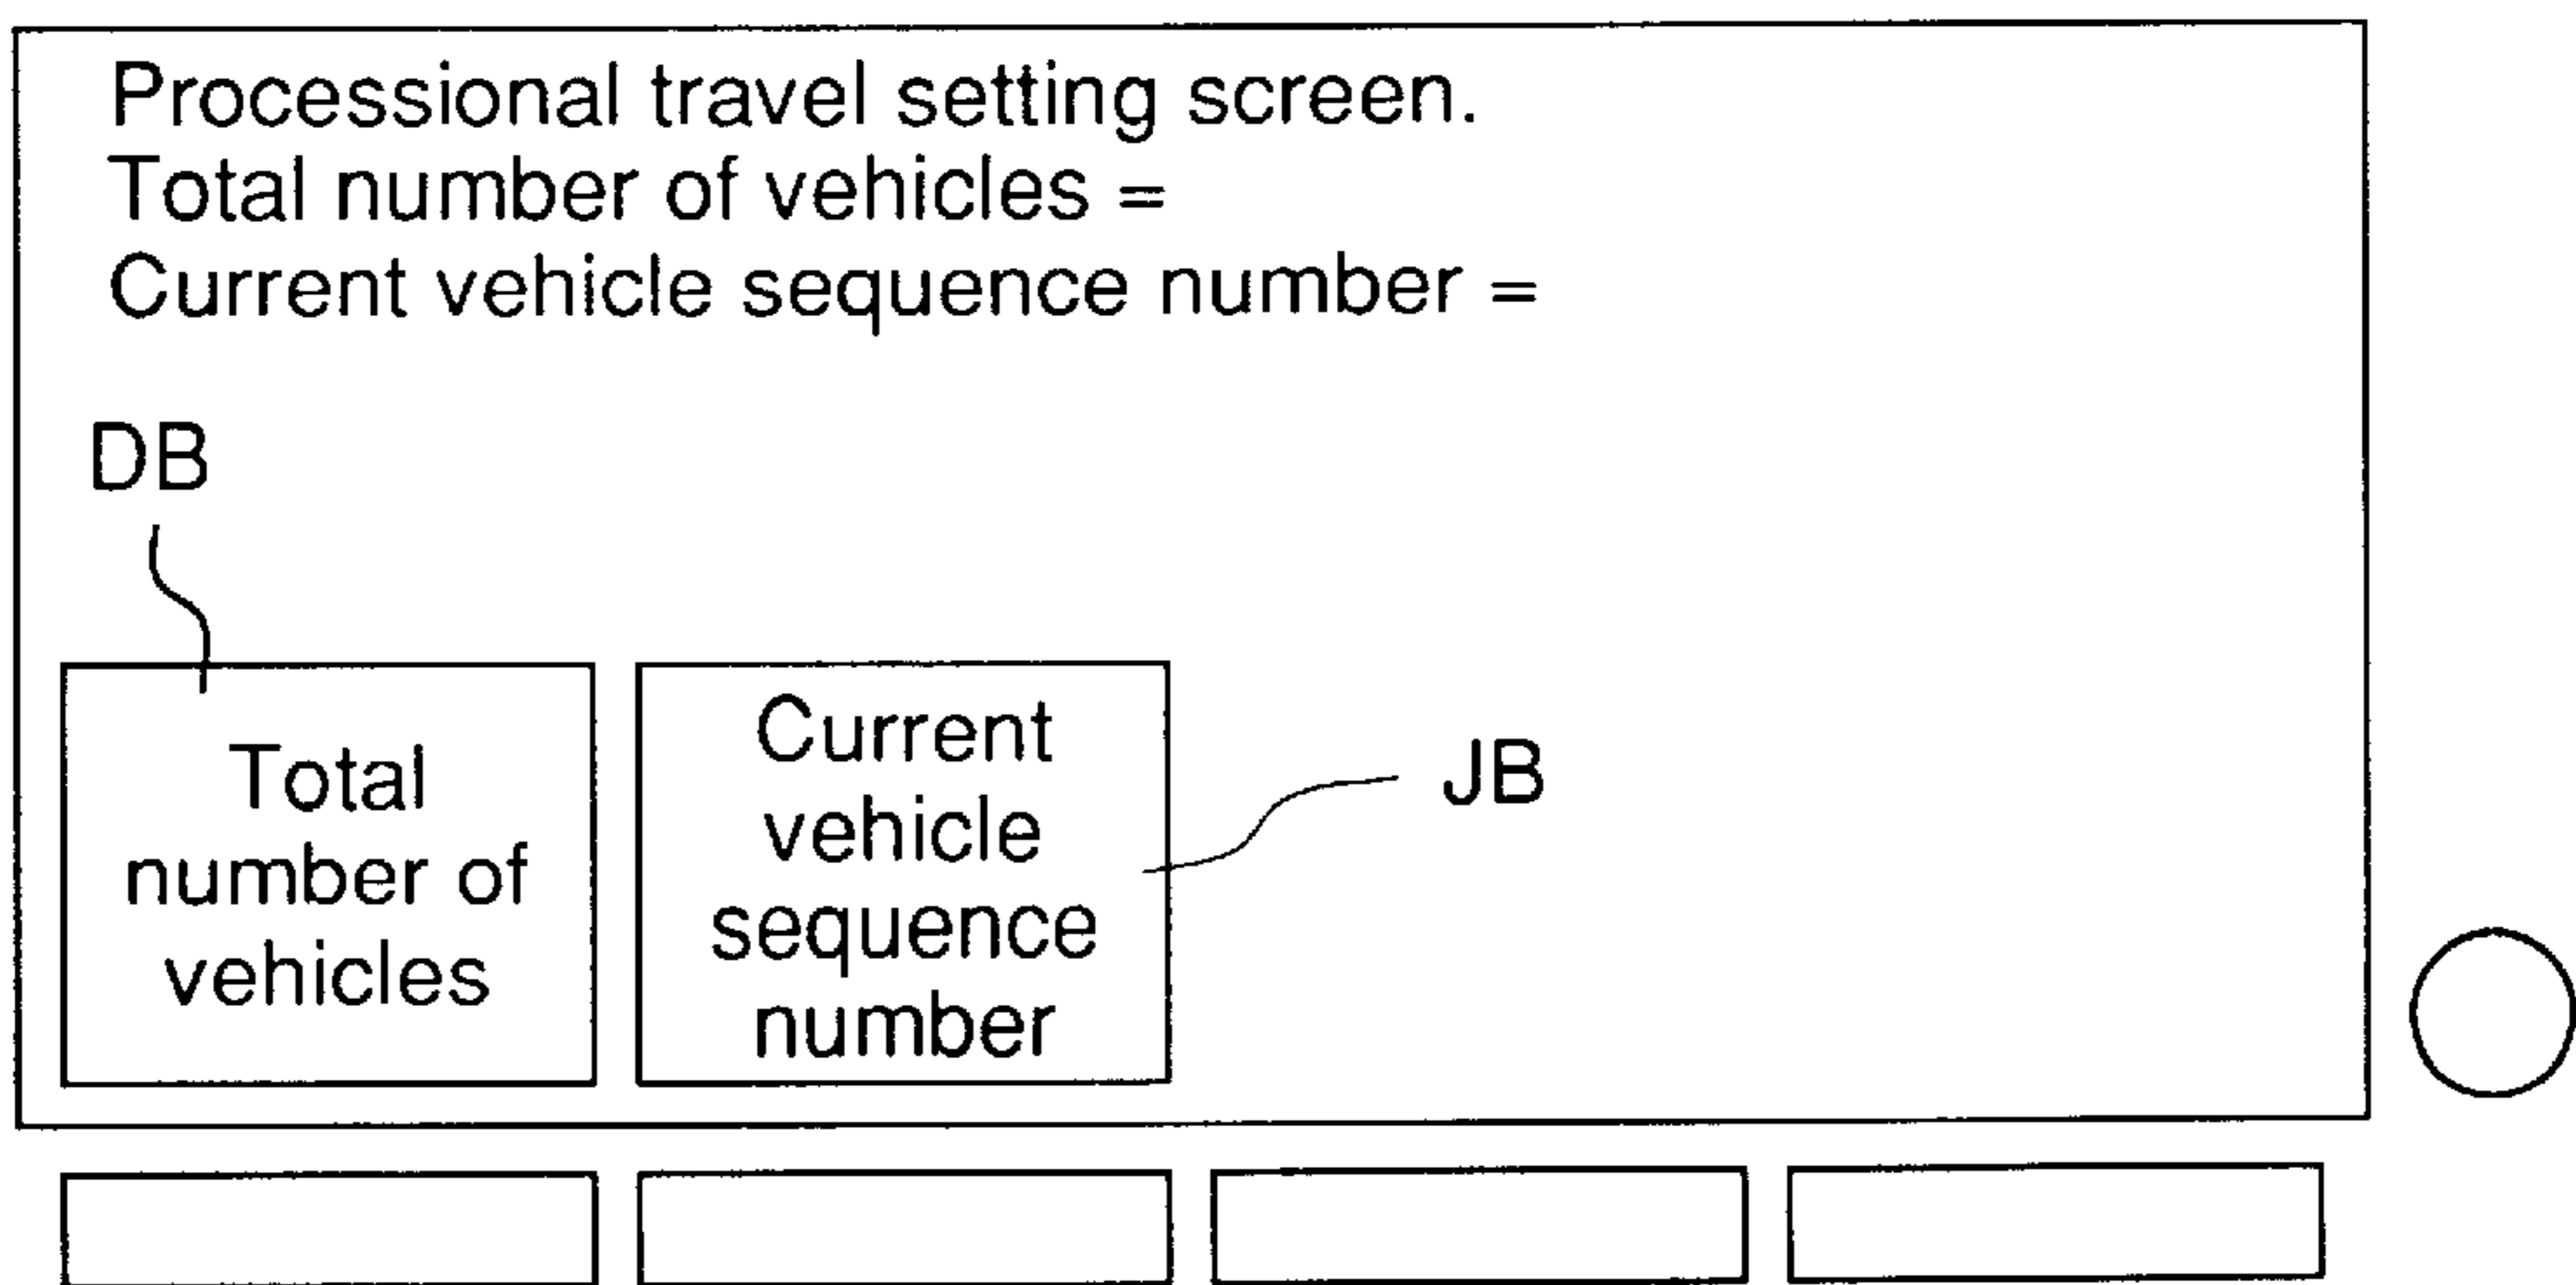 Processional travel setting screen.
Total number of vehicles =
Current vehicle sequence number =
DB
Total
number of
vehicles
Current
vehicle
sequence
number
JB